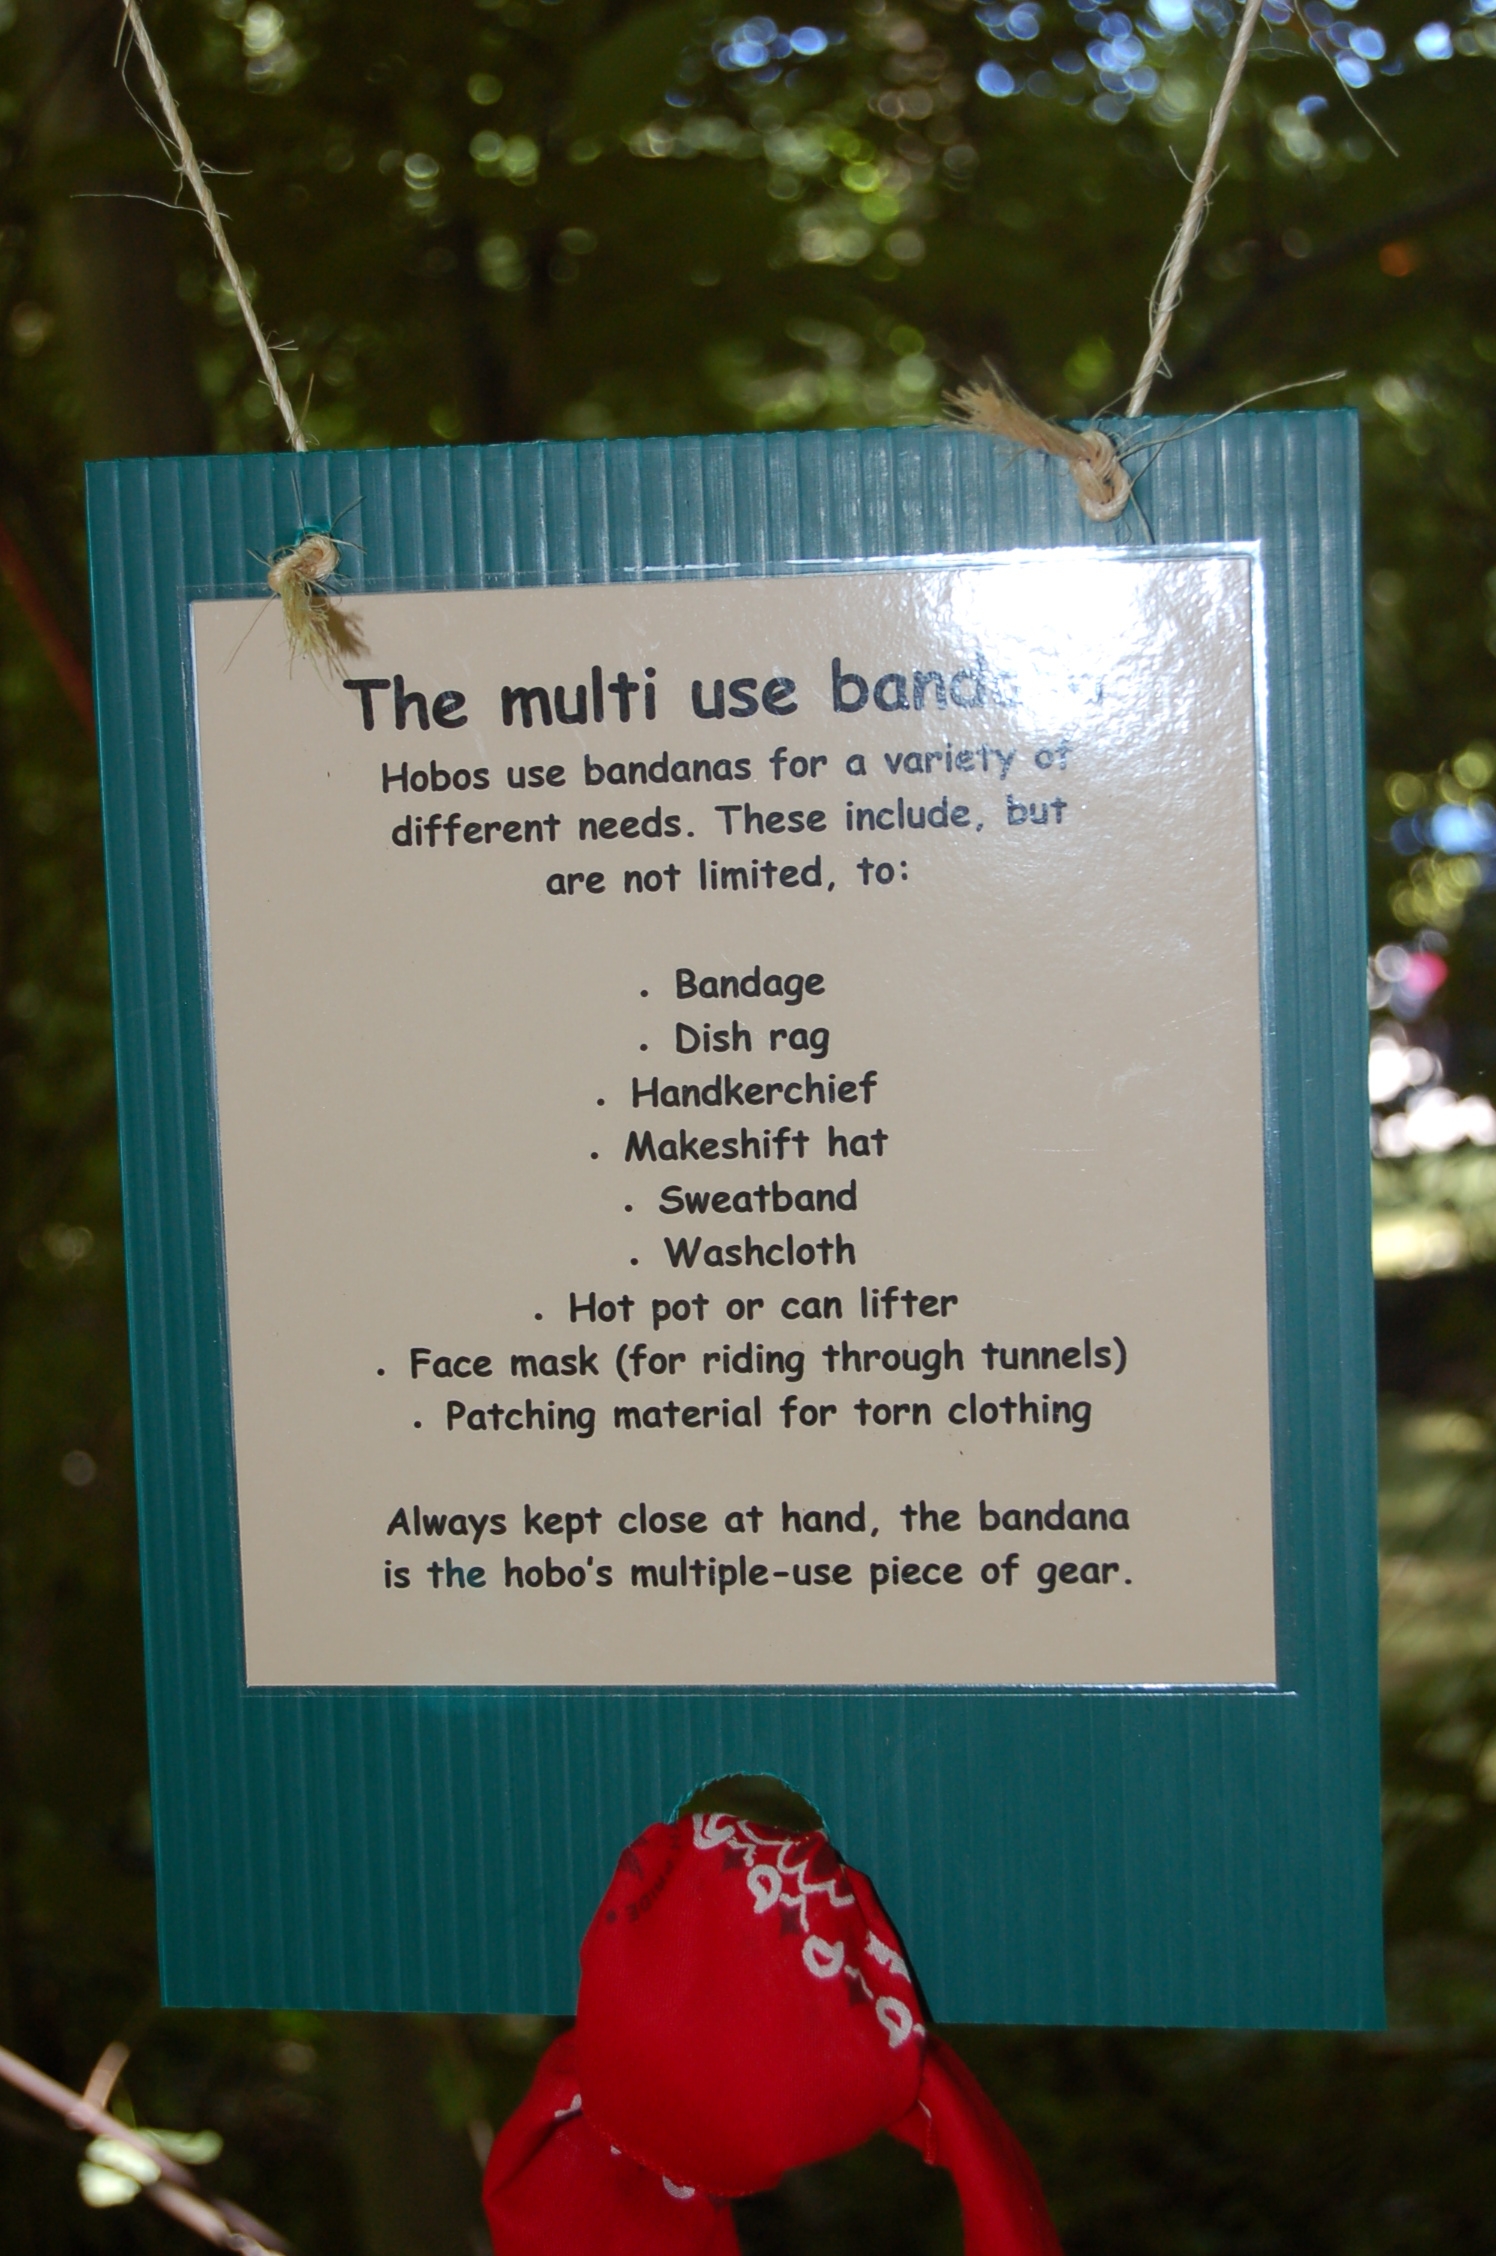 The multi use bandana
Hobos use bandanas for a variety of
different needs. These include, but
are not limited, to:
. Bandage
. Dish rag
. Handkerchief
. Makeshift hat
. Sweatband
. Washcloth
. Hot pot or can lifter
. Face mask (for riding through tunnels)
. Patching material for torn clothing
Always kept close at hand, the bandana
is the hobo's multiple-use piece of gear.